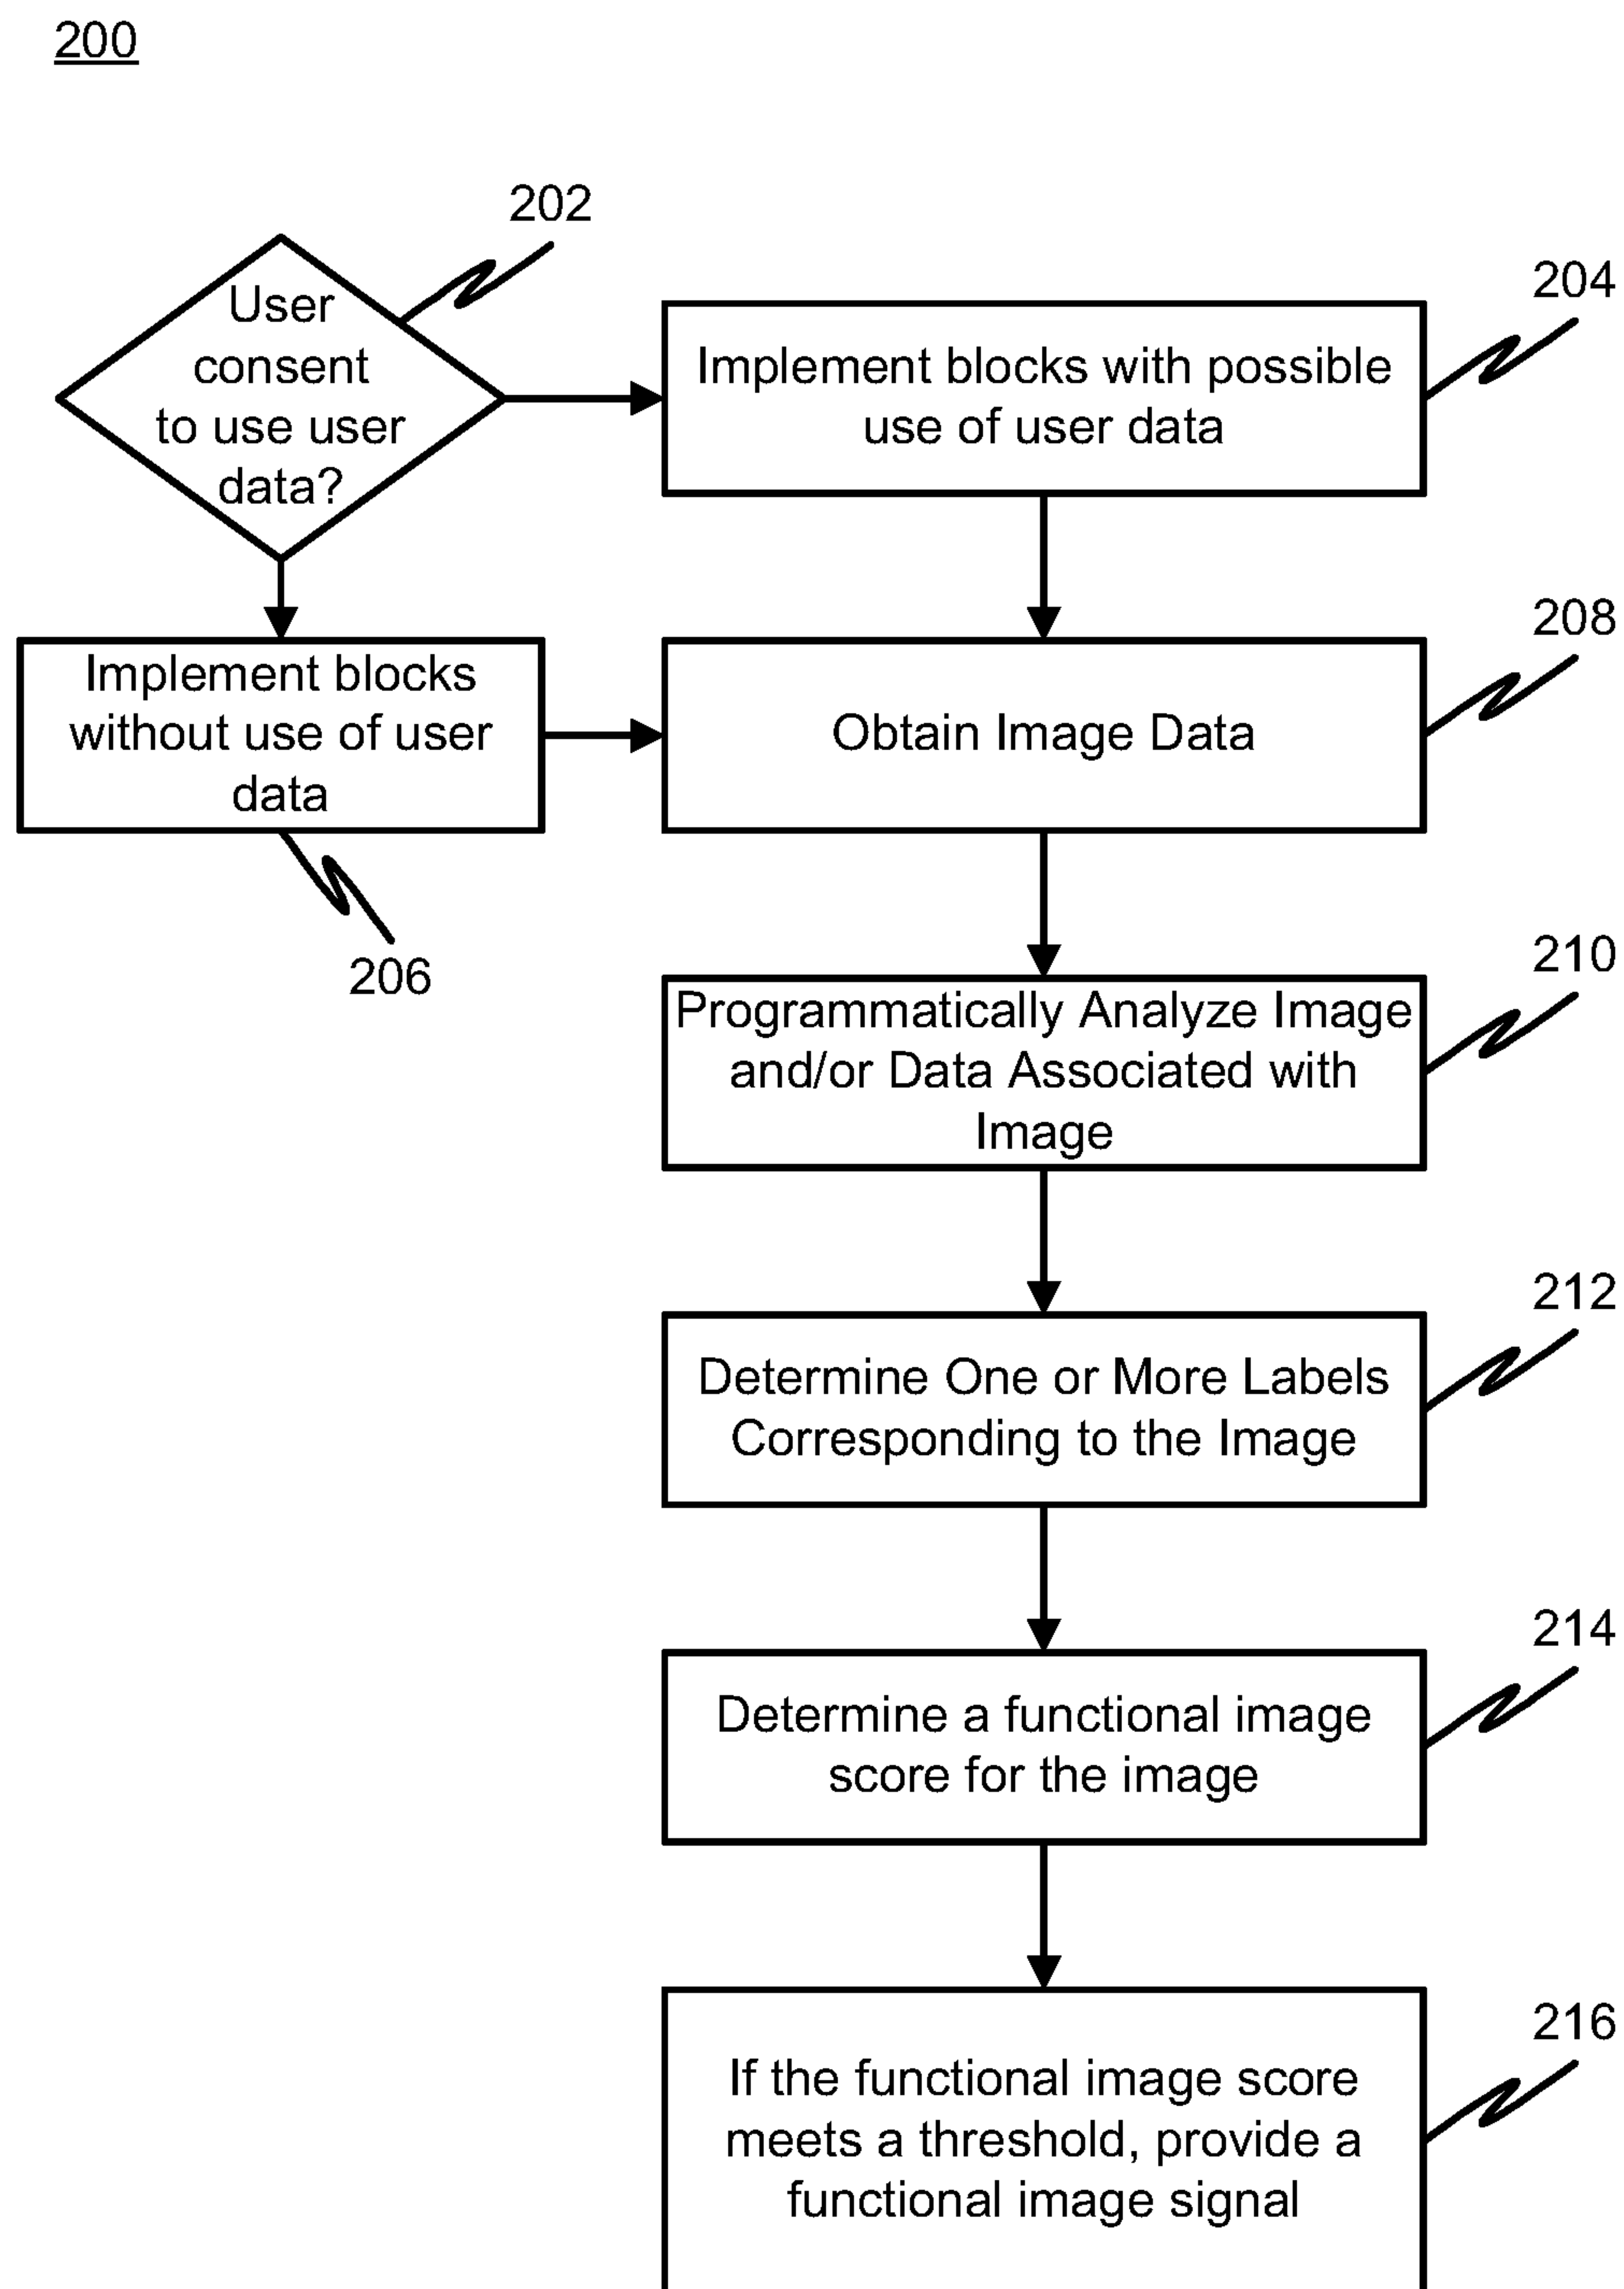 200
202
User
consent
to use user
data?
204
Implement blocks with possible
use of user data
Implement blocks
without use of user
data
206
208
Obtain Image Data
210
Programmatically Analyze Image
and/or Data Associated with
Image
212
Determine One or More Labels
Corresponding to the Image
214
Determine a functional image
score for the image
216
If the functional image score
meets a threshold, provide a
functional image signal